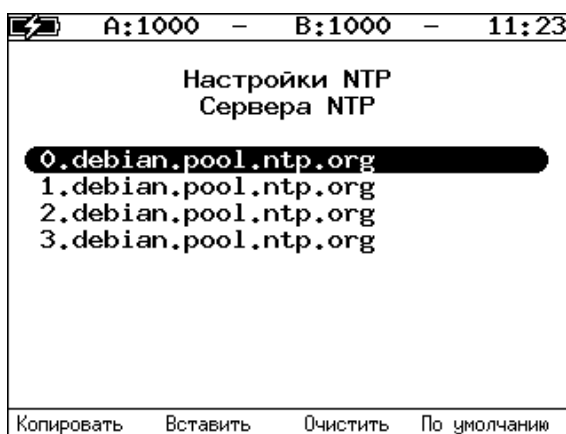 A:1000 – B:1000 – 11:23
Настройки NTP
Сервера NTP
0.debian.pool.ntp.org
1.debian.pool.ntp.org
2.debian.pool.ntp.org
3.debian.pool.ntp.org
Копировать Вставить Очистить По умолчанию